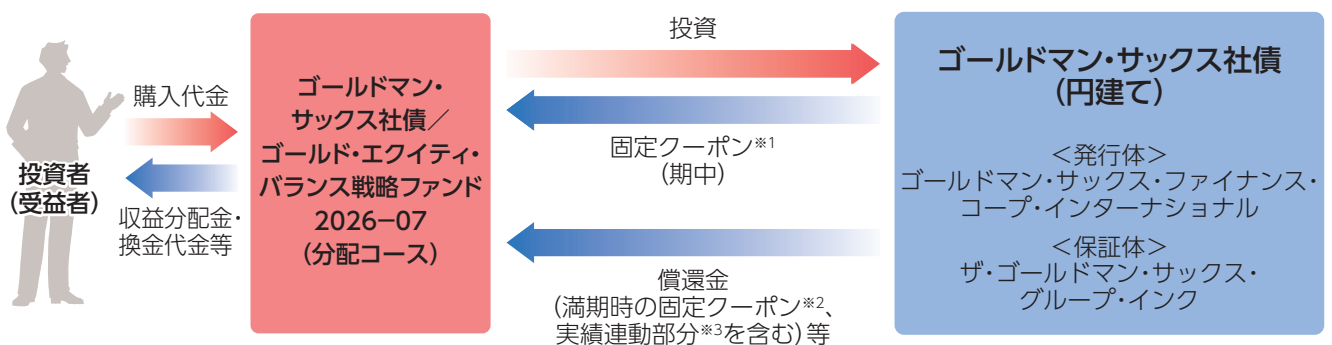 投資者
(受益者)
購入代金
収益分配金・
換金代金等
ゴールドマン・
サックス社債／
ゴールド・エクイティ・
バランス戦略ファンド
2026−07
(分配コース)
投資
固定クーポン※1
(期中)
償還金
(満期時の固定クーポン※2、
実績連動部分※3を含む)等
ゴールドマン・サックス社債
(円建て)
＜発行体＞
ゴールドマン・サックス・ファイナンス・
コープ・インターナショナル
＜保証体＞
ザ・ゴールドマン・サックス・
グループ・インク